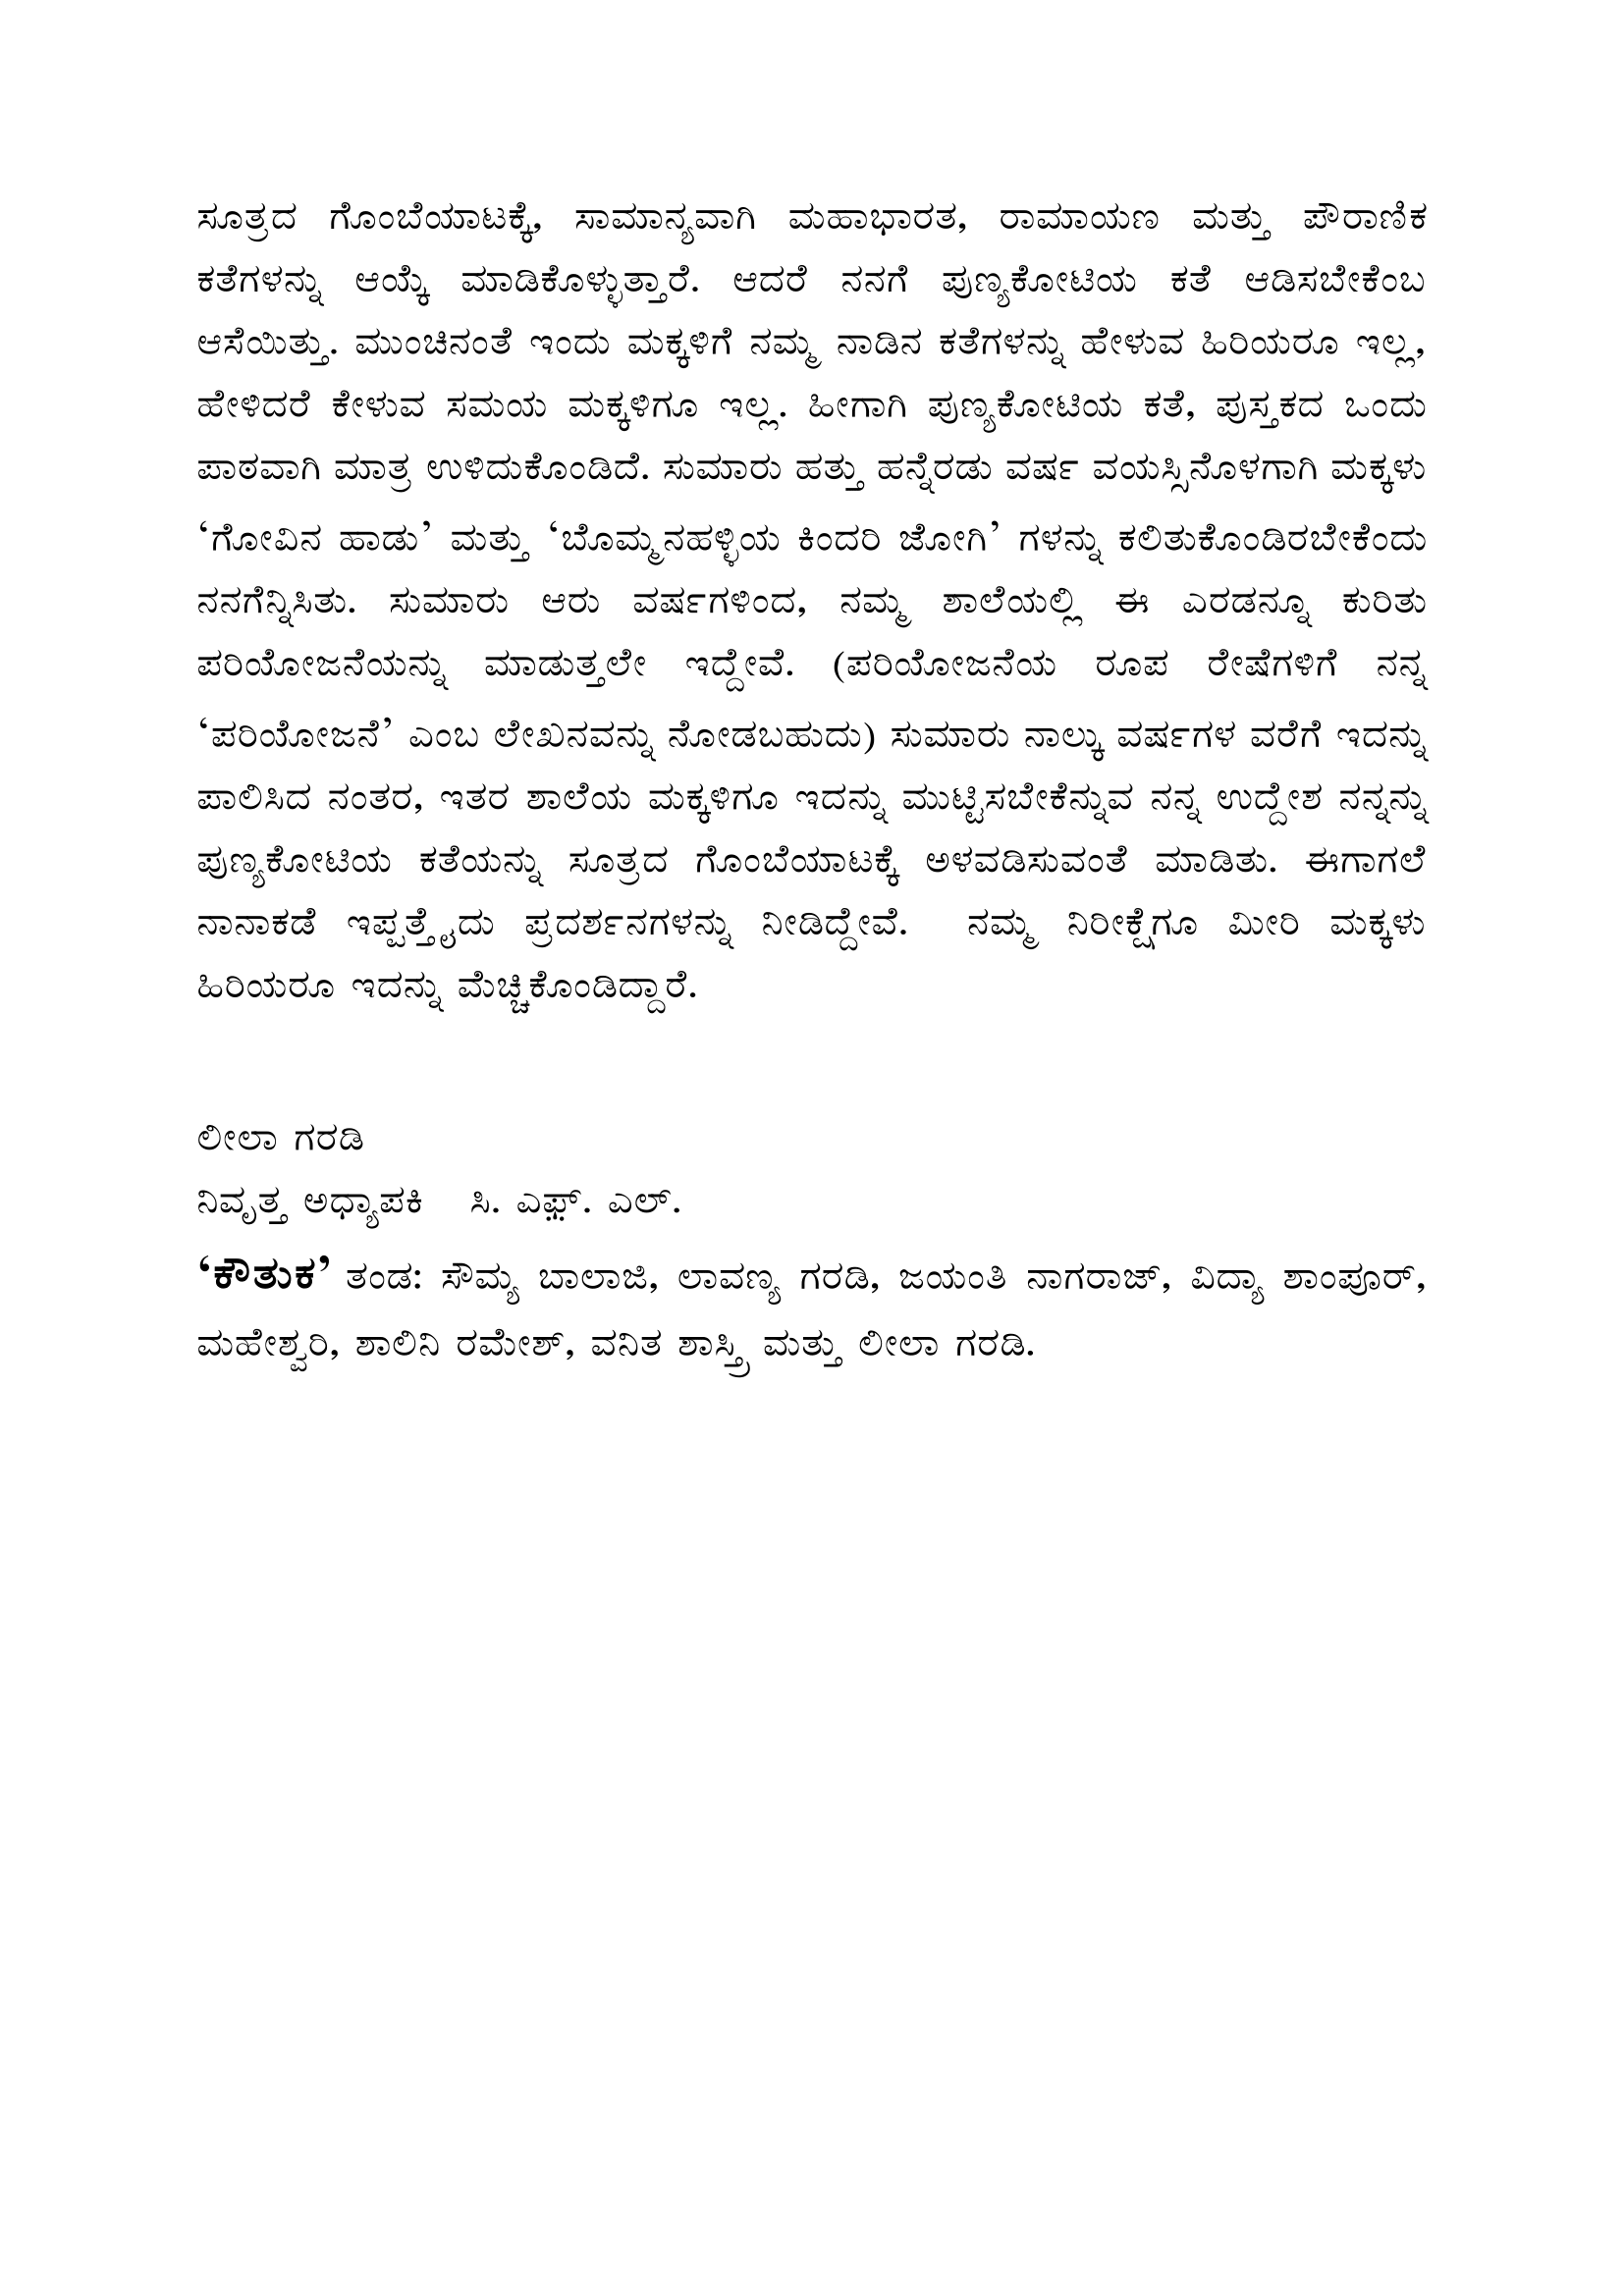 ಸೂತ್ರದ ಗೊಂಬೆಯಾಟಕ್ಕೆ, ಸಾಮಾನ್ಯವಾಗಿ ಮಹಾಭಾರತ, ರಾಮಾಯಣ ಮತ್ತು ಪೌರಾಣಿಕ
ಕತೆಗಳನ್ನು ಆಯ್ಕೆ ಮಾಡಿಕೊಳ್ಳುತ್ತಾರೆ. ಆದರೆ ನನಗೆ ಪುಣ್ಯಕೋಟಿಯ ಕತೆ ಆಡಿಸಬೇಕೆಂಬ
ಆಸೆಯಿತ್ತು. ಮುಂಚಿನಂತೆ ಇಂದು ಮಕ್ಕಳಿಗೆ ನಮ್ಮ ನಾಡಿನ ಕತೆಗಳನ್ನು ಹೇಳುವ ಹಿರಿಯರೂ ಇಲ್ಲ,
ಹೇಳಿದರೆ ಕೇಳುವ ಸಮಯ ಮಕ್ಕಳಿಗೂ ಇಲ್ಲ. ಹೀಗಾಗಿ ಪುಣ್ಯಕೋಟಿಯ ಕತೆ, ಪುಸ್ತಕದ ಒಂದು
ಪಾಠವಾಗಿ ಮಾತ್ರ ಉಳಿದುಕೊಂಡಿದೆ. ಸುಮಾರು ಹತ್ತು ಹನ್ನೆರಡು ವರ್ಷ ವಯಸ್ಸಿನೊಳಗಾಗಿ ಮಕ್ಕಳು
‘ಗೋವಿನ ಹಾಡು’ ಮತ್ತು ‘ಬೊಮ್ಮನಹಳ್ಳಿಯ ಕಿಂದರಿ ಜೋಗಿ’ ಗಳನ್ನು ಕಲಿತುಕೊಂಡಿರಬೇಕೆಂದು
ನನಗೆನ್ನಿಸಿತು. ಸುಮಾರು ಆರು ವರ್ಷಗಳಿಂದ, ನಮ್ಮ ಶಾಲೆಯಲ್ಲಿ ಈ ಎರಡನ್ನೂ ಕುರಿತು
ಪರಿಯೋಜನೆಯನ್ನು ಮಾಡುತ್ತಲೇ ಇದ್ದೇವೆ. (ಪರಿಯೋಜನೆಯ ರೂಪ ರೇಷೆಗಳಿಗೆ ನನ್ನ
‘ಪರಿಯೋಜನೆ’ ಎಂಬ ಲೇಖನವನ್ನು ನೋಡಬಹುದು) ಸುಮಾರು ನಾಲ್ಕು ವರ್ಷಗಳ ವರೆಗೆ ಇದನ್ನು
ಪಾಲಿಸಿದ ನಂತರ, ಇತರ ಶಾಲೆಯ ಮಕ್ಕಳಿಗೂ ಇದನ್ನು ಮುಟ್ಟಿಸಬೇಕೆನ್ನುವ ನನ್ನ ಉದ್ದೇಶ ನನ್ನನ್ನು
ಪುಣ್ಯಕೋಟಿಯ ಕತೆಯನ್ನು ಸೂತ್ರದ ಗೊಂಬೆಯಾಟಕ್ಕೆ ಅಳವಡಿಸುವಂತೆ ಮಾಡಿತು. ಈಗಾಗಲೆ
ನಾನಾಕಡೆ ಇಪ್ಪತ್ತೈದು ಪ್ರದರ್ಶನಗಳನ್ನು ನೀಡಿದ್ದೇವೆ. ನಮ್ಮ ನಿರೀಕ್ಷೆಗೂ ಮೀರಿ ಮಕ್ಕಳು
ಹಿರಿಯರೂ ಇದನ್ನು ಮೆಚ್ಚಿಕೊಂಡಿದ್ದಾರೆ.
ಲೀಲಾ ಗರಡಿ
ನಿವೃತ್ತ ಅಧ್ಯಾಪಕಿ ಸಿ. ಎಫ಼್. ಎಲ್.
‘ಕೌತುಕ’ ತಂಡ: ಸೌಮ್ಯ ಬಾಲಾಜಿ, ಲಾವಣ್ಯ ಗರಡಿ, ಜಯಂತಿ ನಾಗರಾಜ್, ವಿದ್ಯಾ ಶಾಂಪೂರ್,
ಮಹೇಶ್ವರಿ, ಶಾಲಿನಿ ರಮೇಶ್, ವನಿತ ಶಾಸ್ತ್ರಿ ಮತ್ತು ಲೀಲಾ ಗರಡಿ.